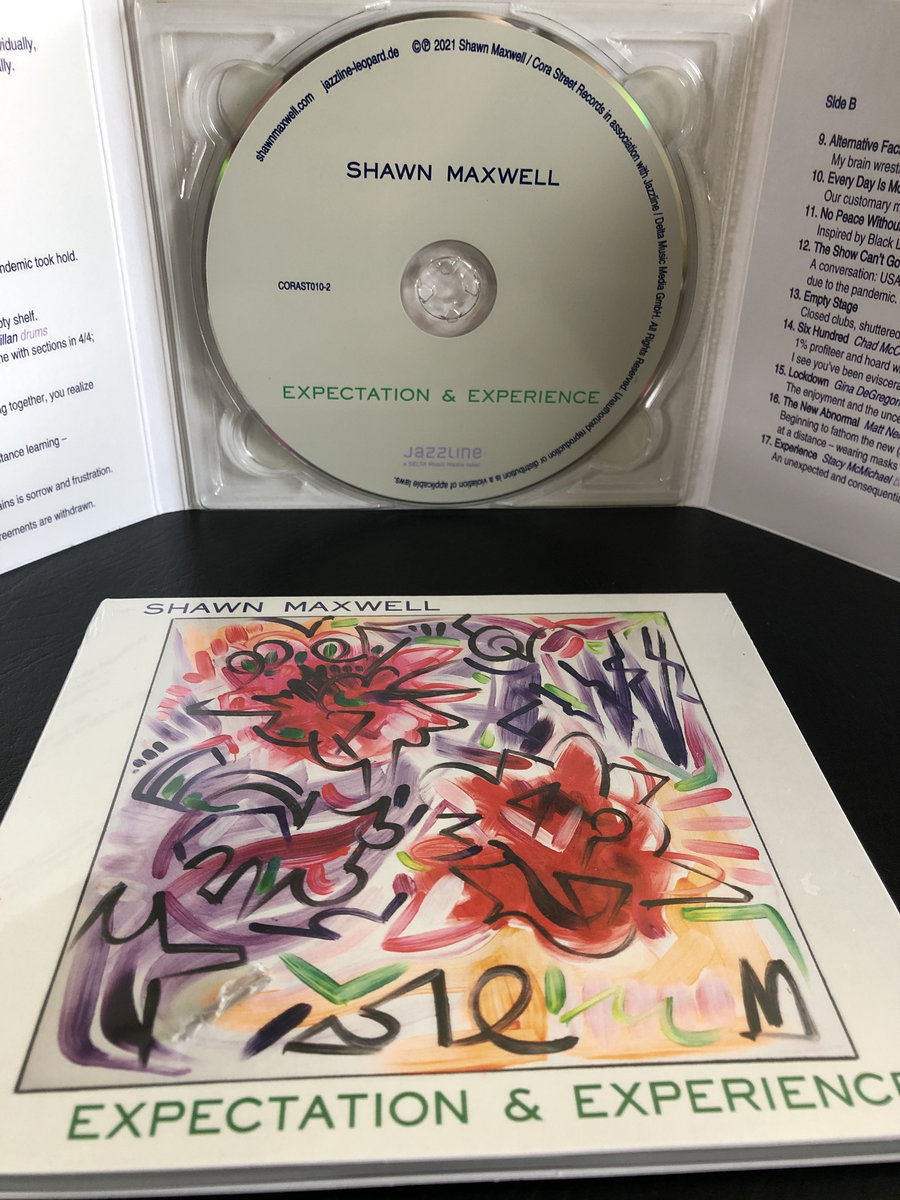 vidually,
lly.
ndemic took hold.
pty shelf.
illan drums
ne with sections in 4/4;
ng together, you realize
stance learning –
ains is sorrow and frustration.
reements are withdrawn.
shawnmaxwell.com jazzline-leopard.de ©℗ 2021 Shawn Maxwell / Cora Street Records in association with Jazzline / Delta Music Media GmbH. All Rights Reserved. Unauthorized reproduction or distribution is a violation of applicable laws.
SHAWN MAXWELL
CORAST010-2
EXPECTATION & EXPERIENCE
Jazzline
a DELTA Music Media label
Side B
9. Alternative Fac
My brain wrest
10. Every Day Is Mo
Our customary m
11. No Peace Withou
Inspired by Black L
12. The Show Can't Go
A conversation: USA
due to the pandemic.
13. Empty Stage
Closed clubs, shuttered
14. Six Hundred Chad McC
1% profiteer and hoard w
I see you've been eviscera
15. Lockdown Gina DeGregori
The enjoyment and the unce
16. The New Abnormal Matt Ne
Beginning to fathom the new (
at a distance – wearing masks
17. Experience Stacy McMichael b
An unexpected and consequentia
SHAWN MAXWELL
EXPECTATION & EXPERIENCE